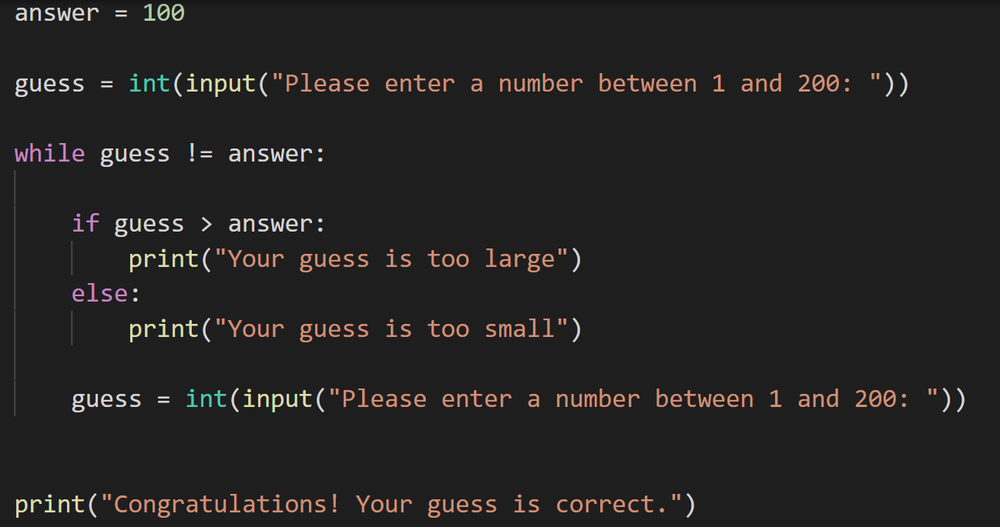 answer = 100
guess = int(input("Please enter a number between 1 and 200: "))
while guess != answer:
    if guess > answer:
        print("Your guess is too large")
    else:
        print("Your guess is too small")
    guess = int(input("Please enter a number between 1 and 200: "))
print("Congratulations! Your guess is correct.")